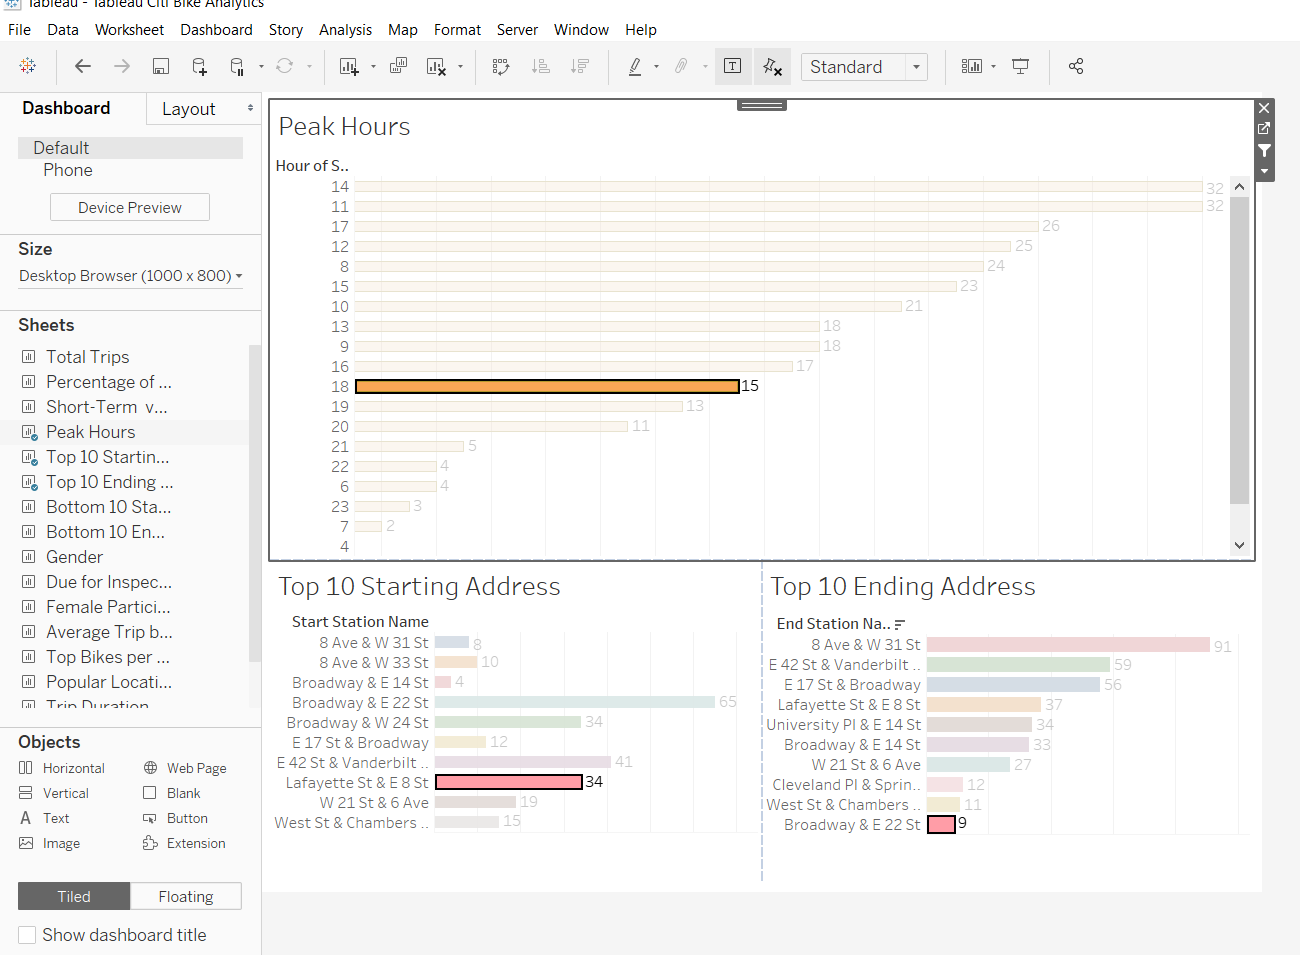 Tableau - Tableau Citi Bike Analytics
File Data Worksheet Dashboard Story Analysis Map Format Server Window Help
Standard
Dashboard Layout
Default
Phone
Device Preview
Size
Desktop Browser (1000 x 800)
Sheets
Total Trips
Percentage of ...
Short-Term v...
Peak Hours
Top 10 Startin...
Top 10 Ending ...
Bottom 10 Sta...
Bottom 10 En...
Gender
Due for Inspec...
Female Partici...
Average Trip b...
Top Bikes per ...
Popular Locati...
Trip Duration
Objects
Horizontal Web Page
Vertical Blank
Text Button
Image Extension
Tiled Floating
Show dashboard title
Peak Hours
Hour of S..
14 32
11 32
17 26
12 25
8 24
15 23
10 21
13 18
9 18
16 17
18 15
19 13
20 11
21 5
22 4
6 4
23 3
7 2
4
Top 10 Starting Address
Start Station Name
8 Ave & W 31 St 8
8 Ave & W 33 St 10
Broadway & E 14 St 4
Broadway & E 22 St 65
Broadway & W 24 St 34
E 17 St & Broadway 12
E 42 St & Vanderbilt .. 41
Lafayette St & E 8 St 34
W 21 St & 6 Ave 19
West St & Chambers .. 15
Top 10 Ending Address
End Station Na..
8 Ave & W 31 St 91
E 42 St & Vanderbilt .. 59
E 17 St & Broadway 56
Lafayette St & E 8 St 37
University Pl & E 14 St 34
Broadway & E 14 St 33
W 21 St & 6 Ave 27
Cleveland Pl & Sprin.. 12
West St & Chambers .. 11
Broadway & E 22 St 9